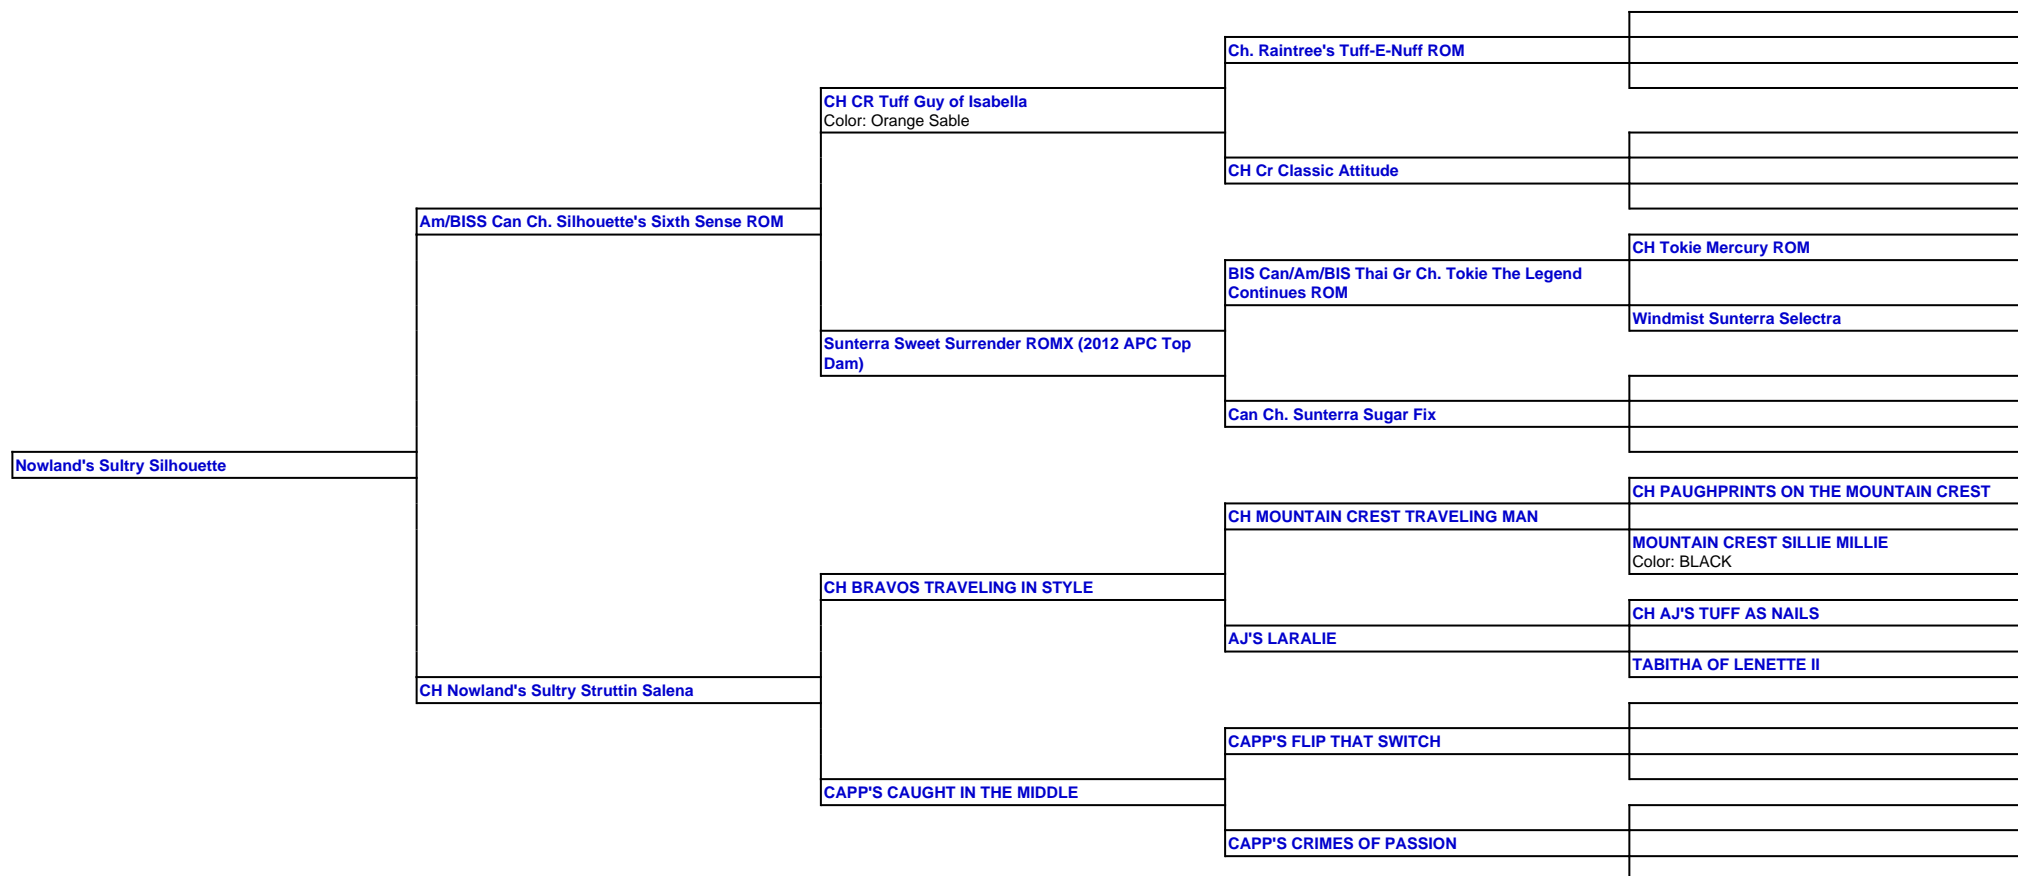 Ch. Raintree's Tuff-E-Nuff ROM
CH CR Tuff Guy of Isabella
Color: Orange Sable
CH Cr Classic Attitude
Am/BISS Can Ch. Silhouette's Sixth Sense ROM
CH Tokie Mercury ROM
BIS Can/Am/BIS Thai Gr Ch. Tokie The Legend
Continues ROM
Windmist Sunterra Selectra
Sunterra Sweet Surrender ROMX (2012 APC Top
Dam)
Can Ch. Sunterra Sugar Fix
Nowland's Sultry Silhouette
CH PAUGHPRINTS ON THE MOUNTAIN CREST
CH MOUNTAIN CREST TRAVELING MAN
MOUNTAIN CREST SILLIE MILLIE
Color: BLACK
CH BRAVOS TRAVELING IN STYLE
CH AJ'S TUFF AS NAILS
AJ'S LARALIE
TABITHA OF LENETTE II
CH Nowland's Sultry Struttin Salena
CAPP'S FLIP THAT SWITCH
CAPP'S CAUGHT IN THE MIDDLE
CAPP'S CRIMES OF PASSION